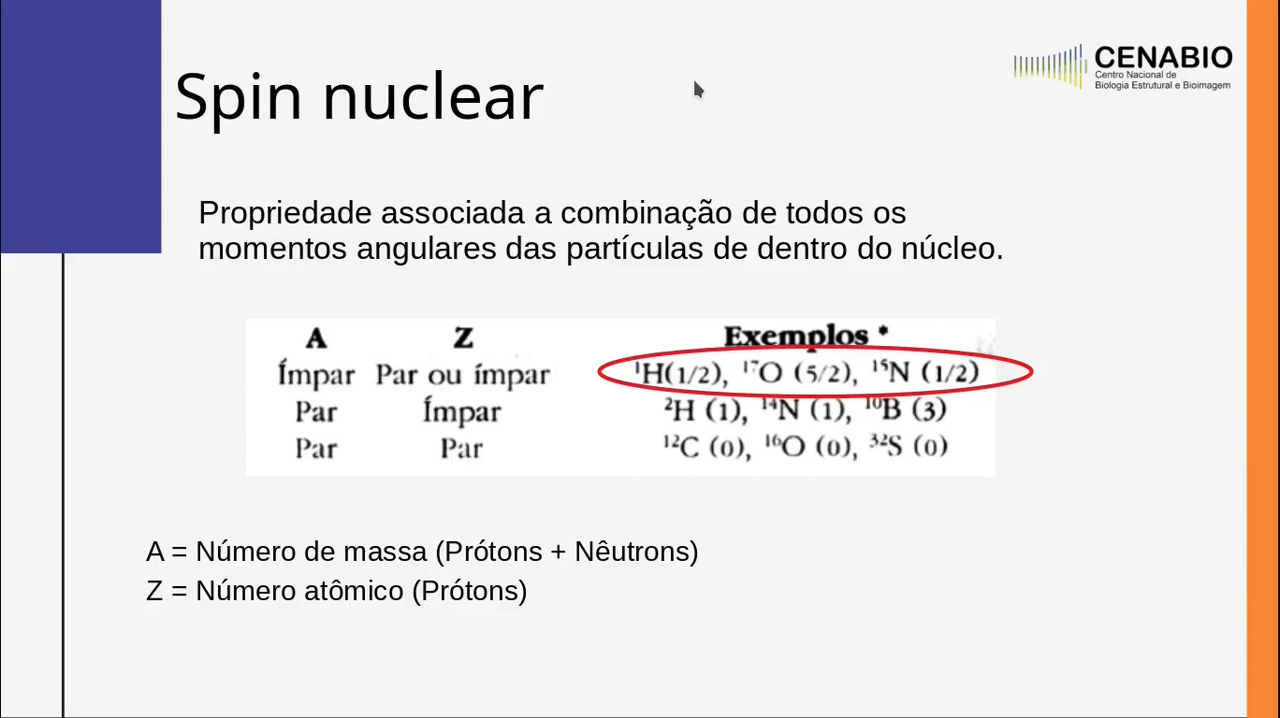 Spin nuclear
CENABIO
Centro Nacional de
Biologia Estrutural e Bioimagem
Propriedade associada a combinação de todos os
momentos angulares das partículas de dentro do núcleo.
A Z Exemplos *
Ímpar Par ou ímpar ¹H(1/2), ¹⁷O (5/2), ¹⁵N (1/2)
Par Ímpar ²H (1), ¹⁴N (1), ¹⁰B (3)
Par Par ¹²C (0), ¹⁶O (0), ³²S (0)
A = Número de massa (Prótons + Nêutrons)
Z = Número atômico (Prótons)